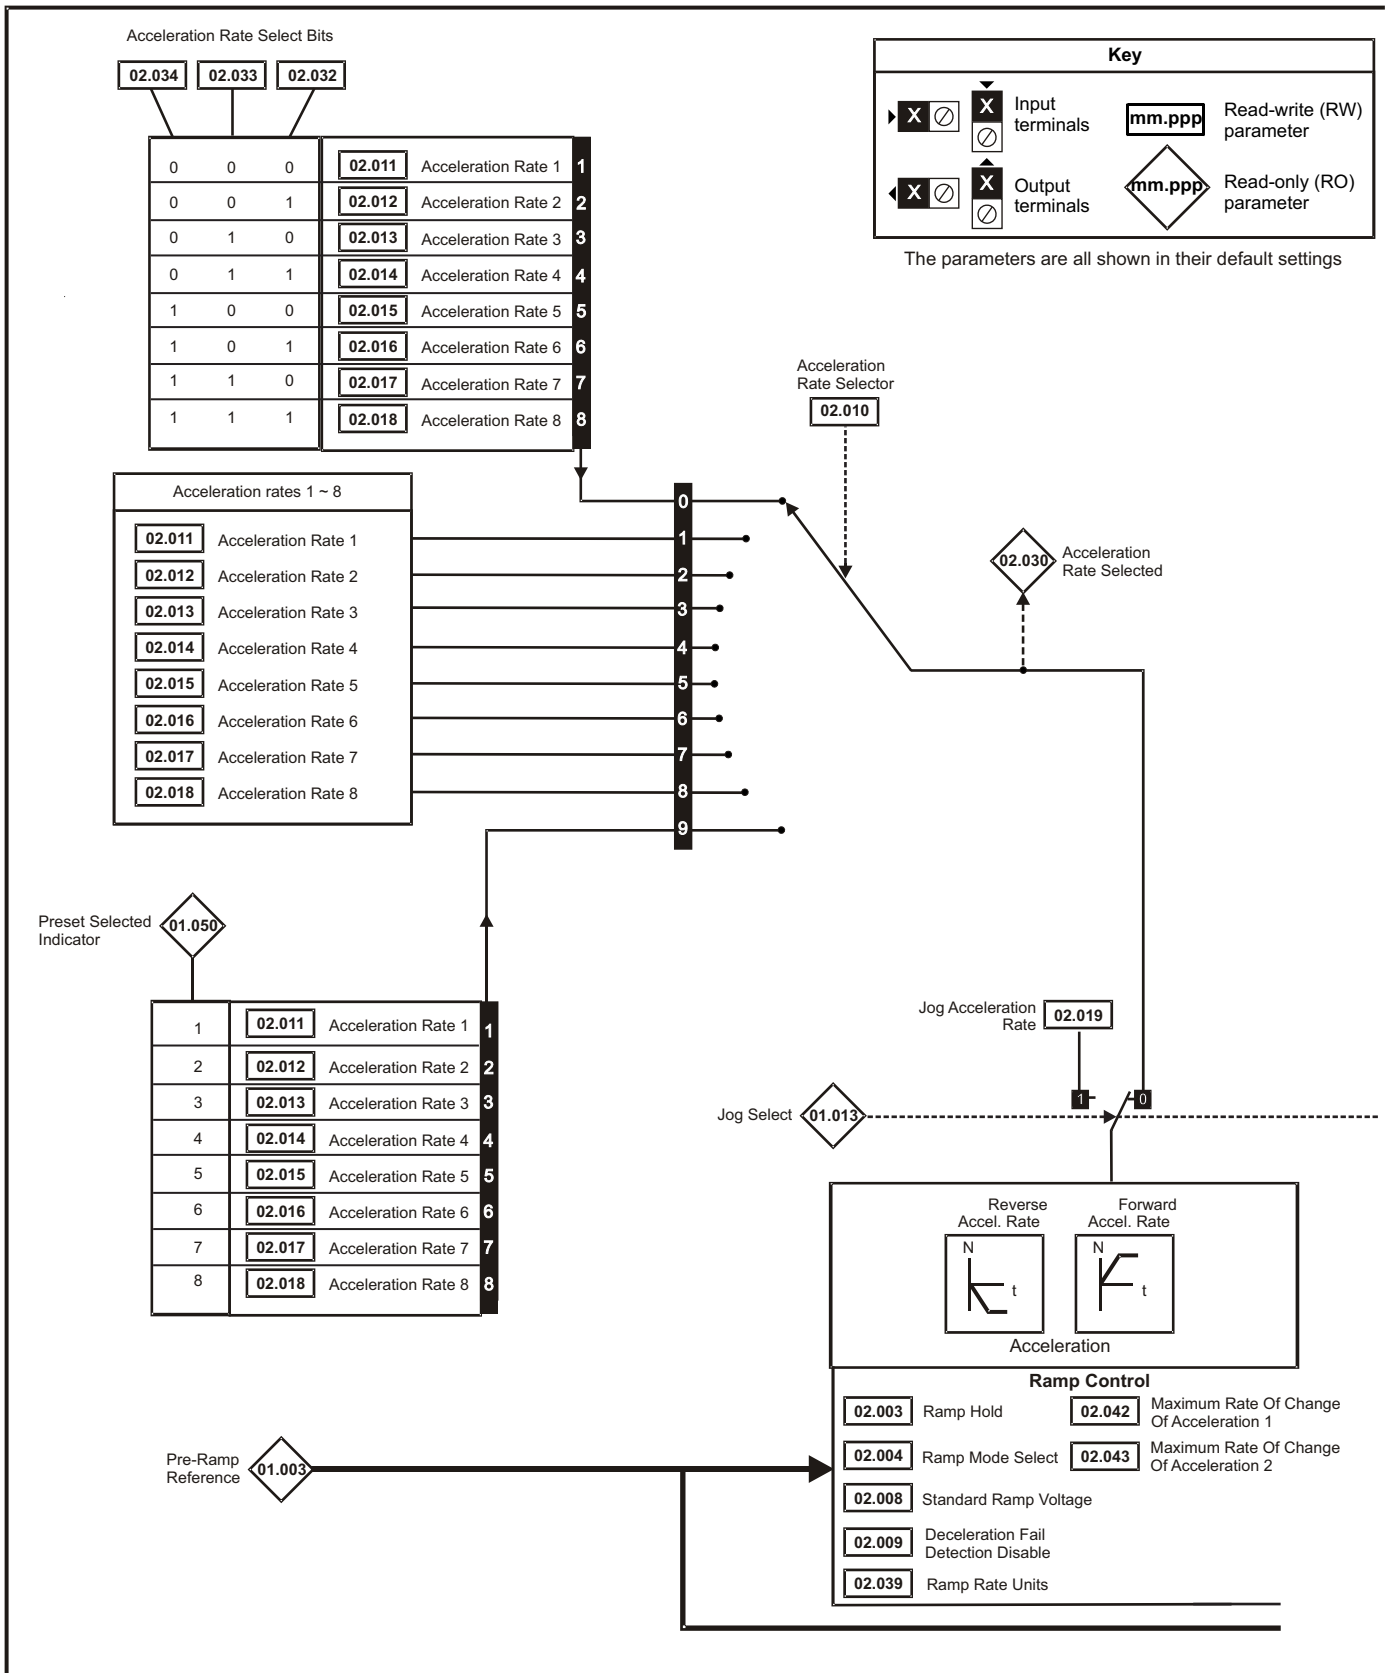 Acceleration Rate Select Bits
02.034 02.033 02.032
0 0 0 02.011 Acceleration Rate 1 1
0 0 1 02.012 Acceleration Rate 2 2
0 1 0 02.013 Acceleration Rate 3 3
0 1 1 02.014 Acceleration Rate 4 4
1 0 0 02.015 Acceleration Rate 5 5
1 0 1 02.016 Acceleration Rate 6 6
1 1 0 02.017 Acceleration Rate 7 7
1 1 1 02.018 Acceleration Rate 8 8
Key
X
X
Input
terminals
mm.ppp
Read-write (RW)
parameter
X
X
Output
terminals
mm.ppp
Read-only (RO)
parameter
The parameters are all shown in their default settings
Acceleration
Rate Selector
02.010
Acceleration rates 1 ~ 8
02.011 Acceleration Rate 1
02.012 Acceleration Rate 2
02.013 Acceleration Rate 3
02.014 Acceleration Rate 4
02.015 Acceleration Rate 5
02.016 Acceleration Rate 6
02.017 Acceleration Rate 7
02.018 Acceleration Rate 8
0
1
2
3
4
5
6
7
8
9
02.030
Acceleration
Rate Selected
Preset Selected
Indicator
01.050
1 02.011 Acceleration Rate 1 1
2 02.012 Acceleration Rate 2 2
3 02.013 Acceleration Rate 3 3
4 02.014 Acceleration Rate 4 4
5 02.015 Acceleration Rate 5 5
6 02.016 Acceleration Rate 6 6
7 02.017 Acceleration Rate 7 7
8 02.018 Acceleration Rate 8 8
Jog Acceleration
Rate
02.019
1 0
Jog Select 01.013
Reverse
Accel. Rate
Forward
Accel. Rate
N
t
N
t
Acceleration
Ramp Control
02.003 Ramp Hold
02.042 Maximum Rate Of Change
Of Acceleration 1
02.004 Ramp Mode Select
02.043 Maximum Rate Of Change
Of Acceleration 2
02.008 Standard Ramp Voltage
02.009 Deceleration Fail
Detection Disable
02.039 Ramp Rate Units
Pre-Ramp
Reference
01.003